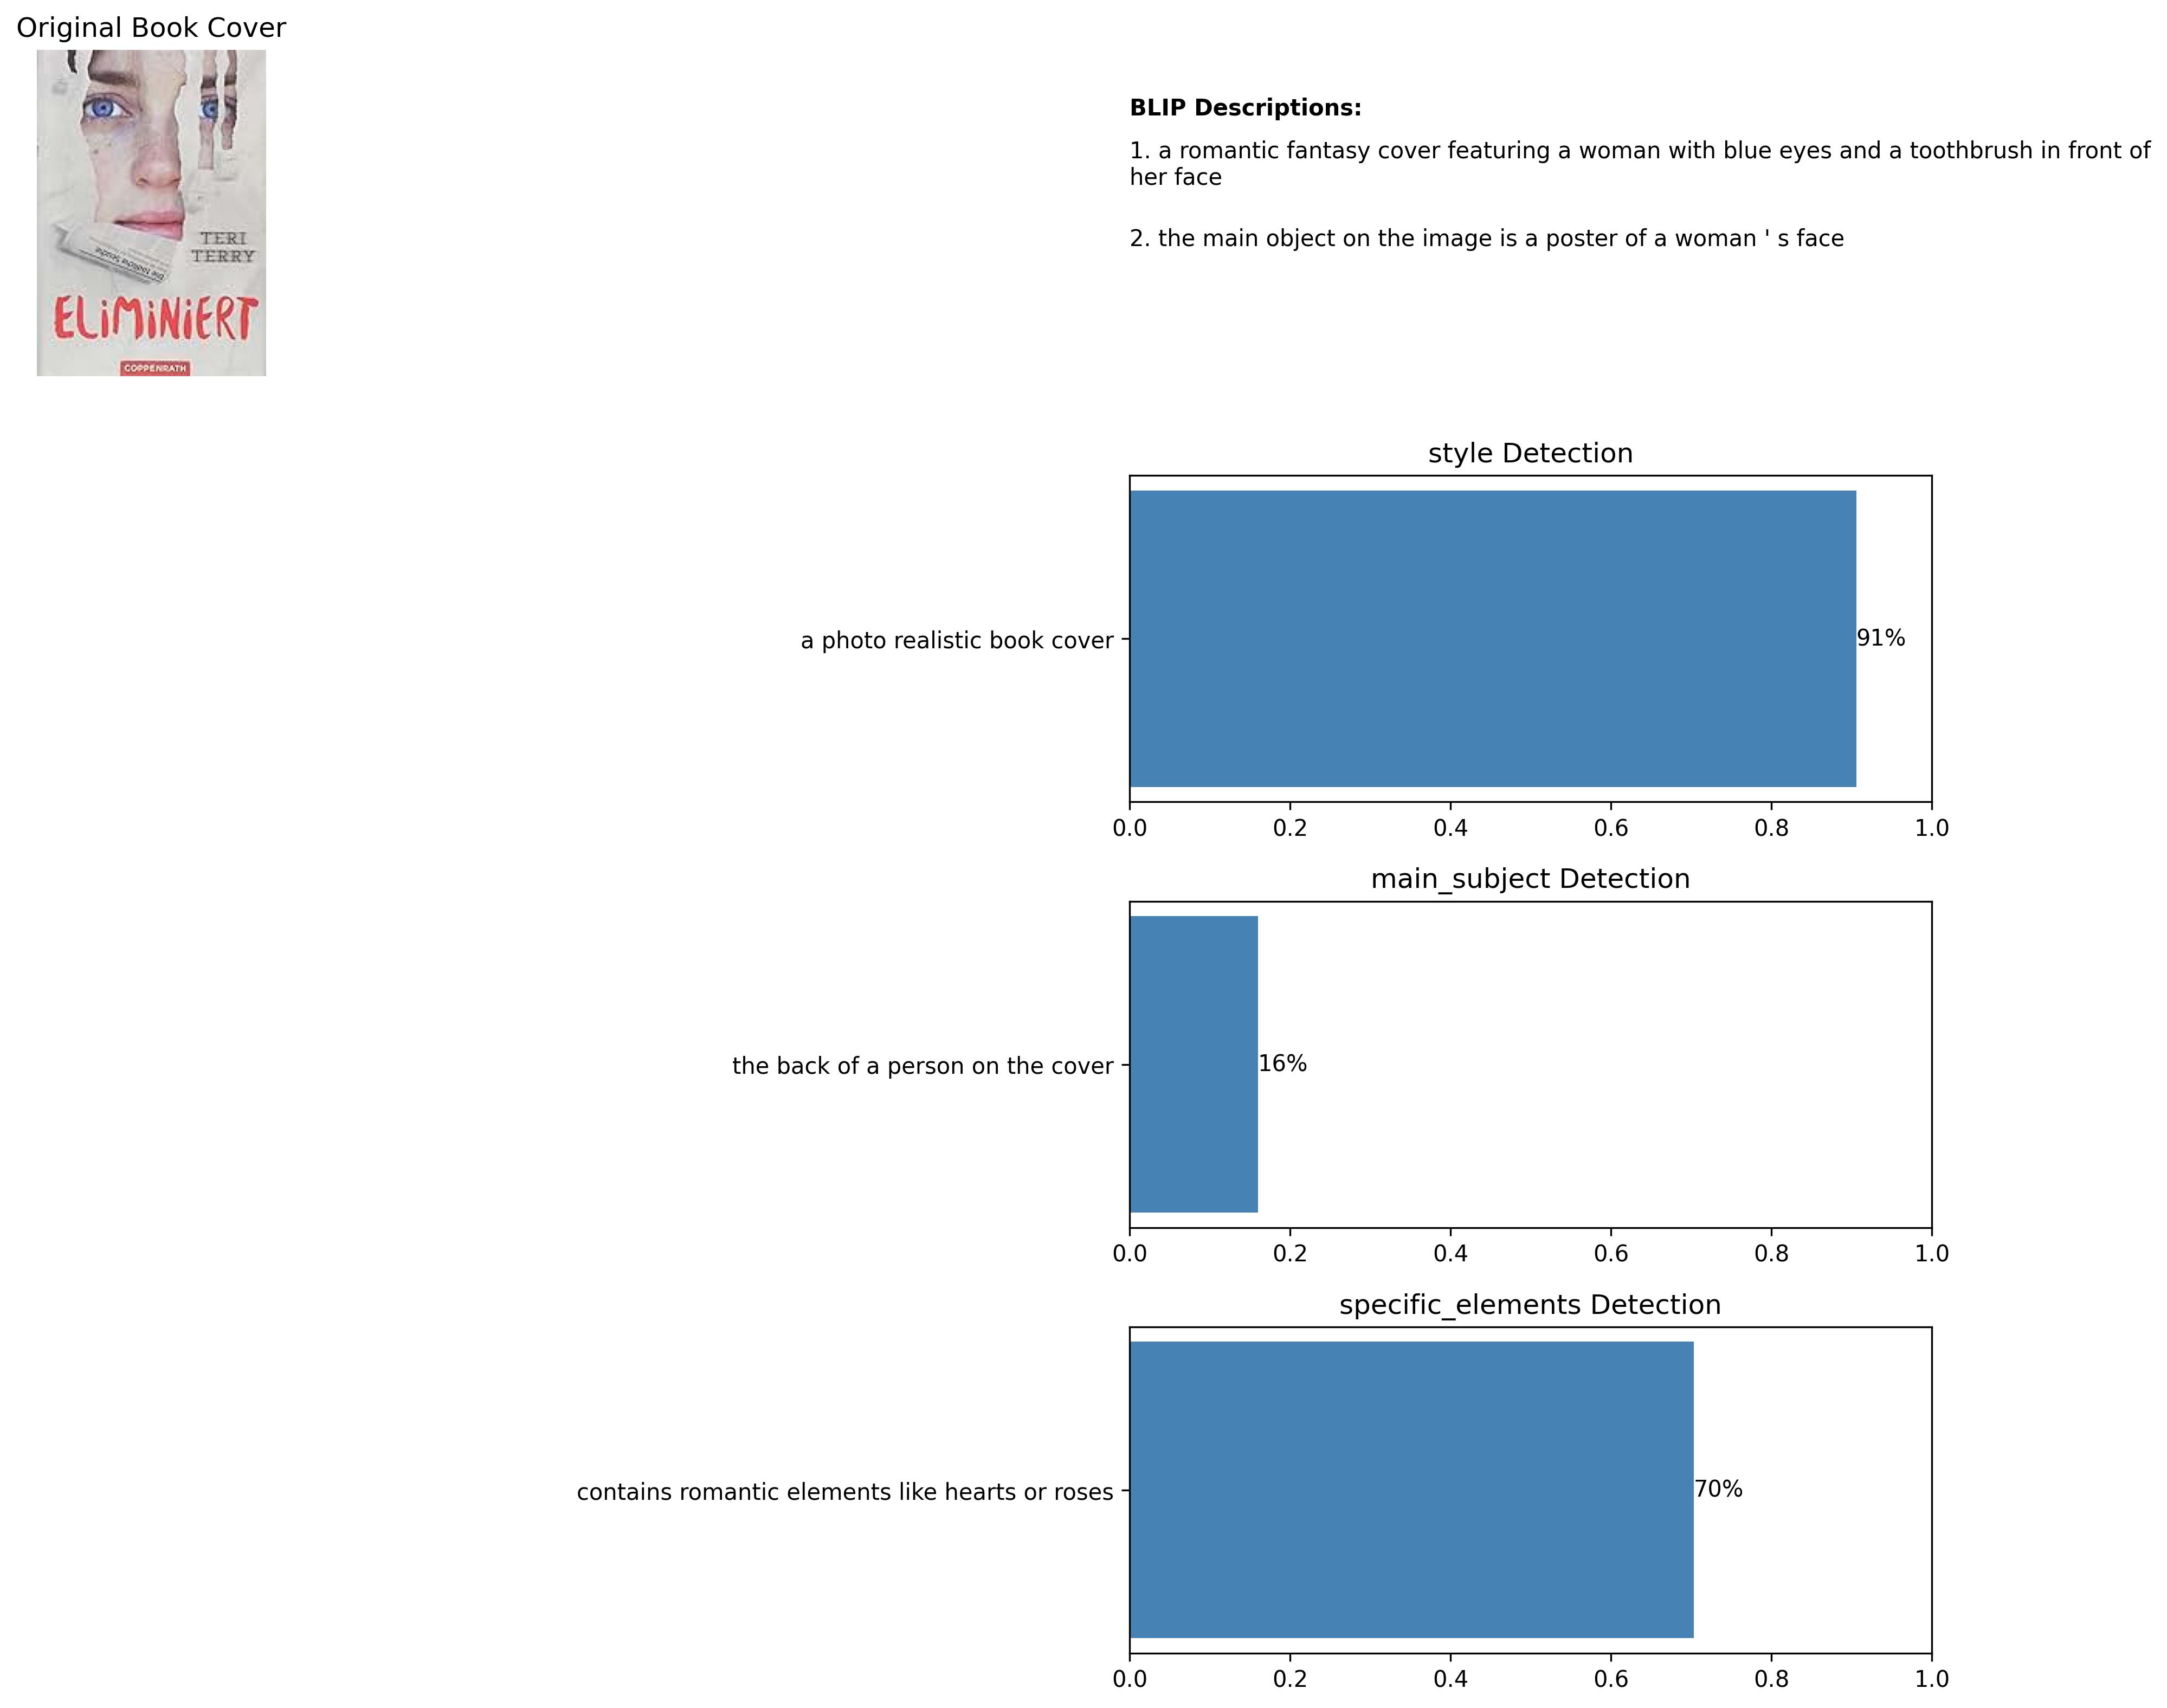 Original Book Cover
TERI
TERRY
ELiMiNiERT
COPPENRATH
BLIP Descriptions:
1. a romantic fantasy cover featuring a woman with blue eyes and a toothbrush in front of
her face
2. the main object on the image is a poster of a woman ' s face
style Detection
a photo realistic book cover
91%
0.0 0.2 0.4 0.6 0.8 1.0
main_subject Detection
the back of a person on the cover
16%
0.0 0.2 0.4 0.6 0.8 1.0
specific_elements Detection
contains romantic elements like hearts or roses
70%
0.0 0.2 0.4 0.6 0.8 1.0